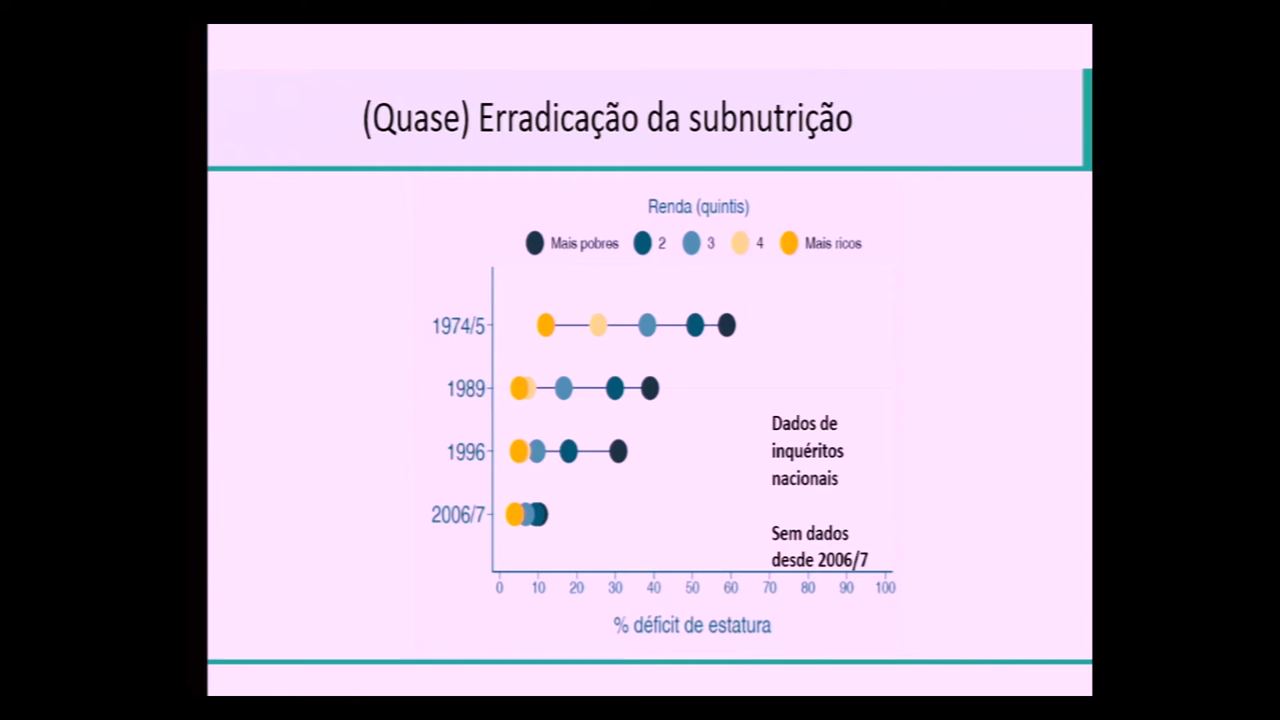 (Quase) Erradicação da subnutrição
Renda (quintis)
Mais pobres 2 3 4 Mais ricos
1974/5
1989
1996
2006/7
Dados de
inquéritos
nacionais
Sem dados
desde 2006/7
0 10 20 30 40 50 60 70 80 90 100
% déficit de estatura